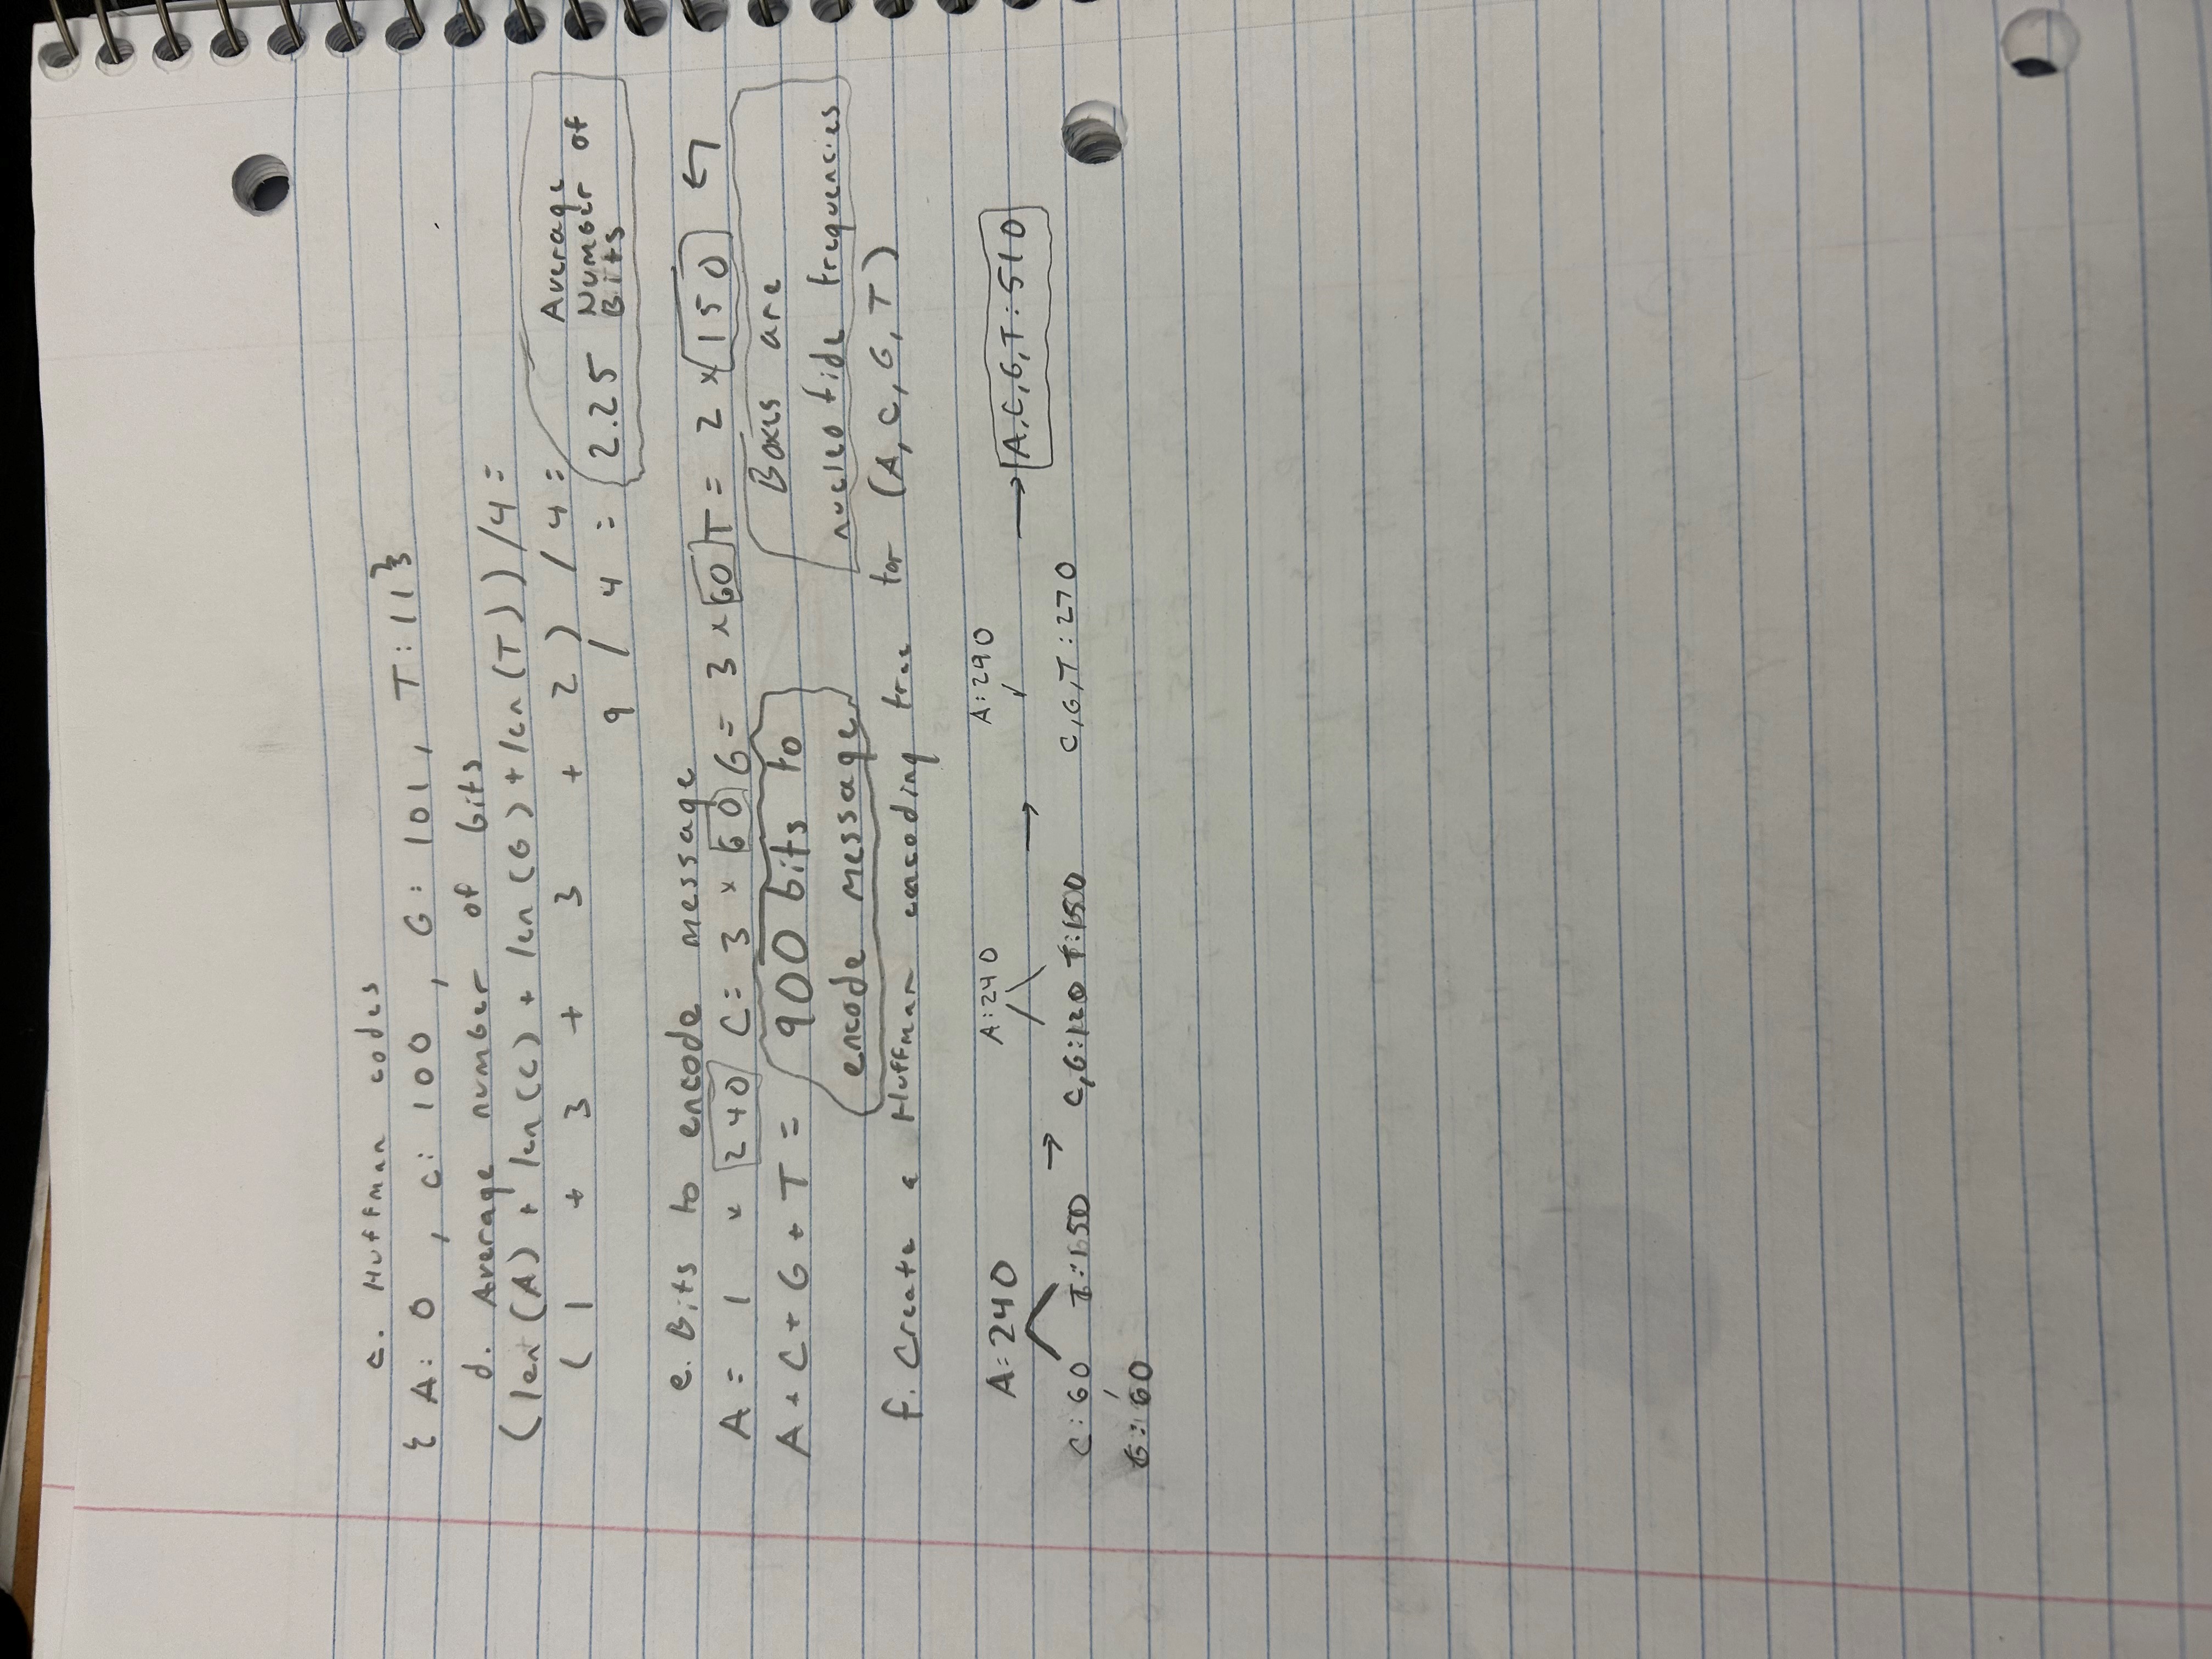 c. Huffman codes
{ A: 0 , C: 100 , G: 101, T: 11}
d. Average number of bits
(len (A) + len (C) + len (G) + len (T)) /4 =
( 1 + 3 + 3 + 2 ) / 4 =
9 / 4 = 2.25 Average Number of Bits
e. Bits to encode message
A = 1 x 240 C = 3 x 60 G = 3 x 60 T = 2 x 150
A + C + G + T = 900 bits to encode message
Boxes are
nucleotide frequencies
f. Create a Huffman encoding tree for (A, C, G, T)
A: 240 A: 240 A: 240 → A, C, G, T: 510
C: 60 T: 150 → C, G: 120 T: 150 → C, G, T: 270
G: 60